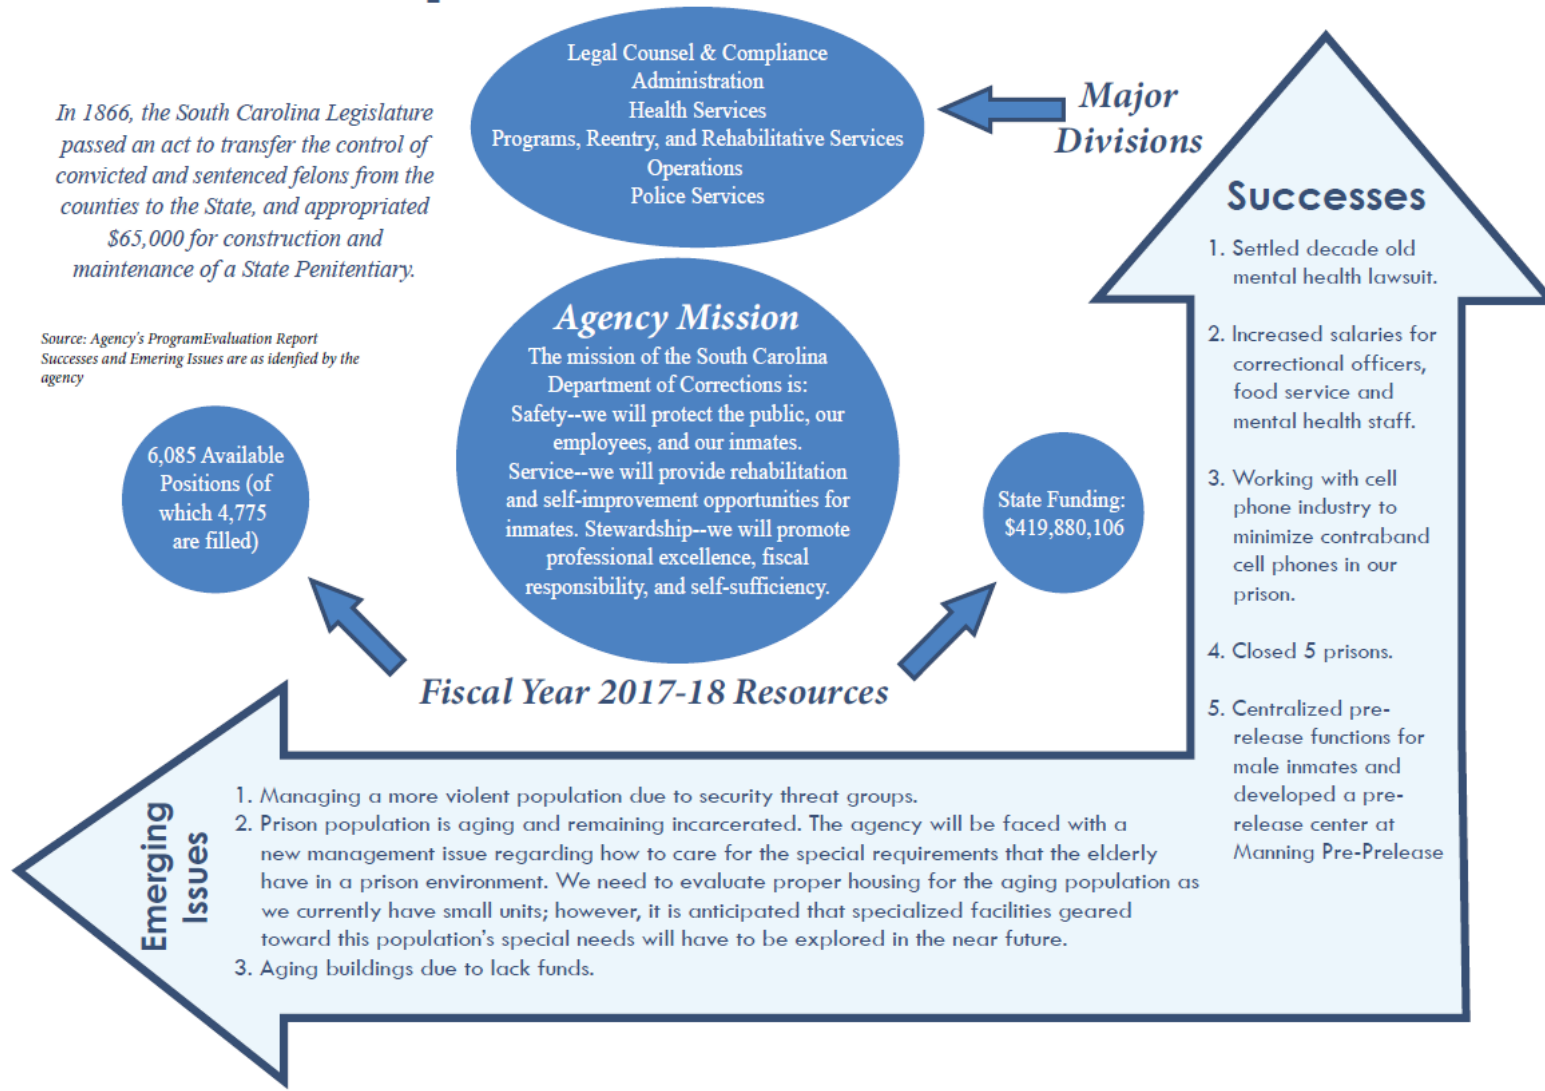 Legal Counsel & Compliance
Administration
Health Services
Programs, Reentry, and Rehabilitative Services
Operations
Police Services
Major
Divisions
In 1866, the South Carolina Legislature
passed an act to transfer the control of
convicted and sentenced felons from the
counties to the State, and appropriated
$65,000 for construction and
maintenance of a State Penitentiary.
Source: Agency's ProgramEvaluation Report
Successes and Emering Issues are as idenfied by the
agency
Agency Mission
The mission of the South Carolina
Department of Corrections is:
Safety--we will protect the public, our
employees, and our inmates.
Service--we will provide rehabilitation
and self-improvement opportunities for
inmates. Stewardship--we will promote
professional excellence, fiscal
responsibility, and self-sufficiency.
6,085 Available
Positions (of
which 4,775
are filled)
State Funding:
$419,880,106
Fiscal Year 2017-18 Resources
Successes
1. Settled decade old
mental health lawsuit.
2. Increased salaries for
correctional officers,
food service and
mental health staff.
3. Working with cell
phone industry to
minimize contraband
cell phones in our
prison.
4. Closed 5 prisons.
5. Centralized pre-
release functions for
male inmates and
developed a pre-
release center at
Manning Pre-Prelease
Emerging
Issues
1. Managing a more violent population due to security threat groups.
2. Prison population is aging and remaining incarcerated. The agency will be faced with a
new management issue regarding how to care for the special requirements that the elderly
have in a prison environment. We need to evaluate proper housing for the aging population as
we currently have small units; however, it is anticipated that specialized facilities geared
toward this population's special needs will have to be explored in the near future.
3. Aging buildings due to lack funds.